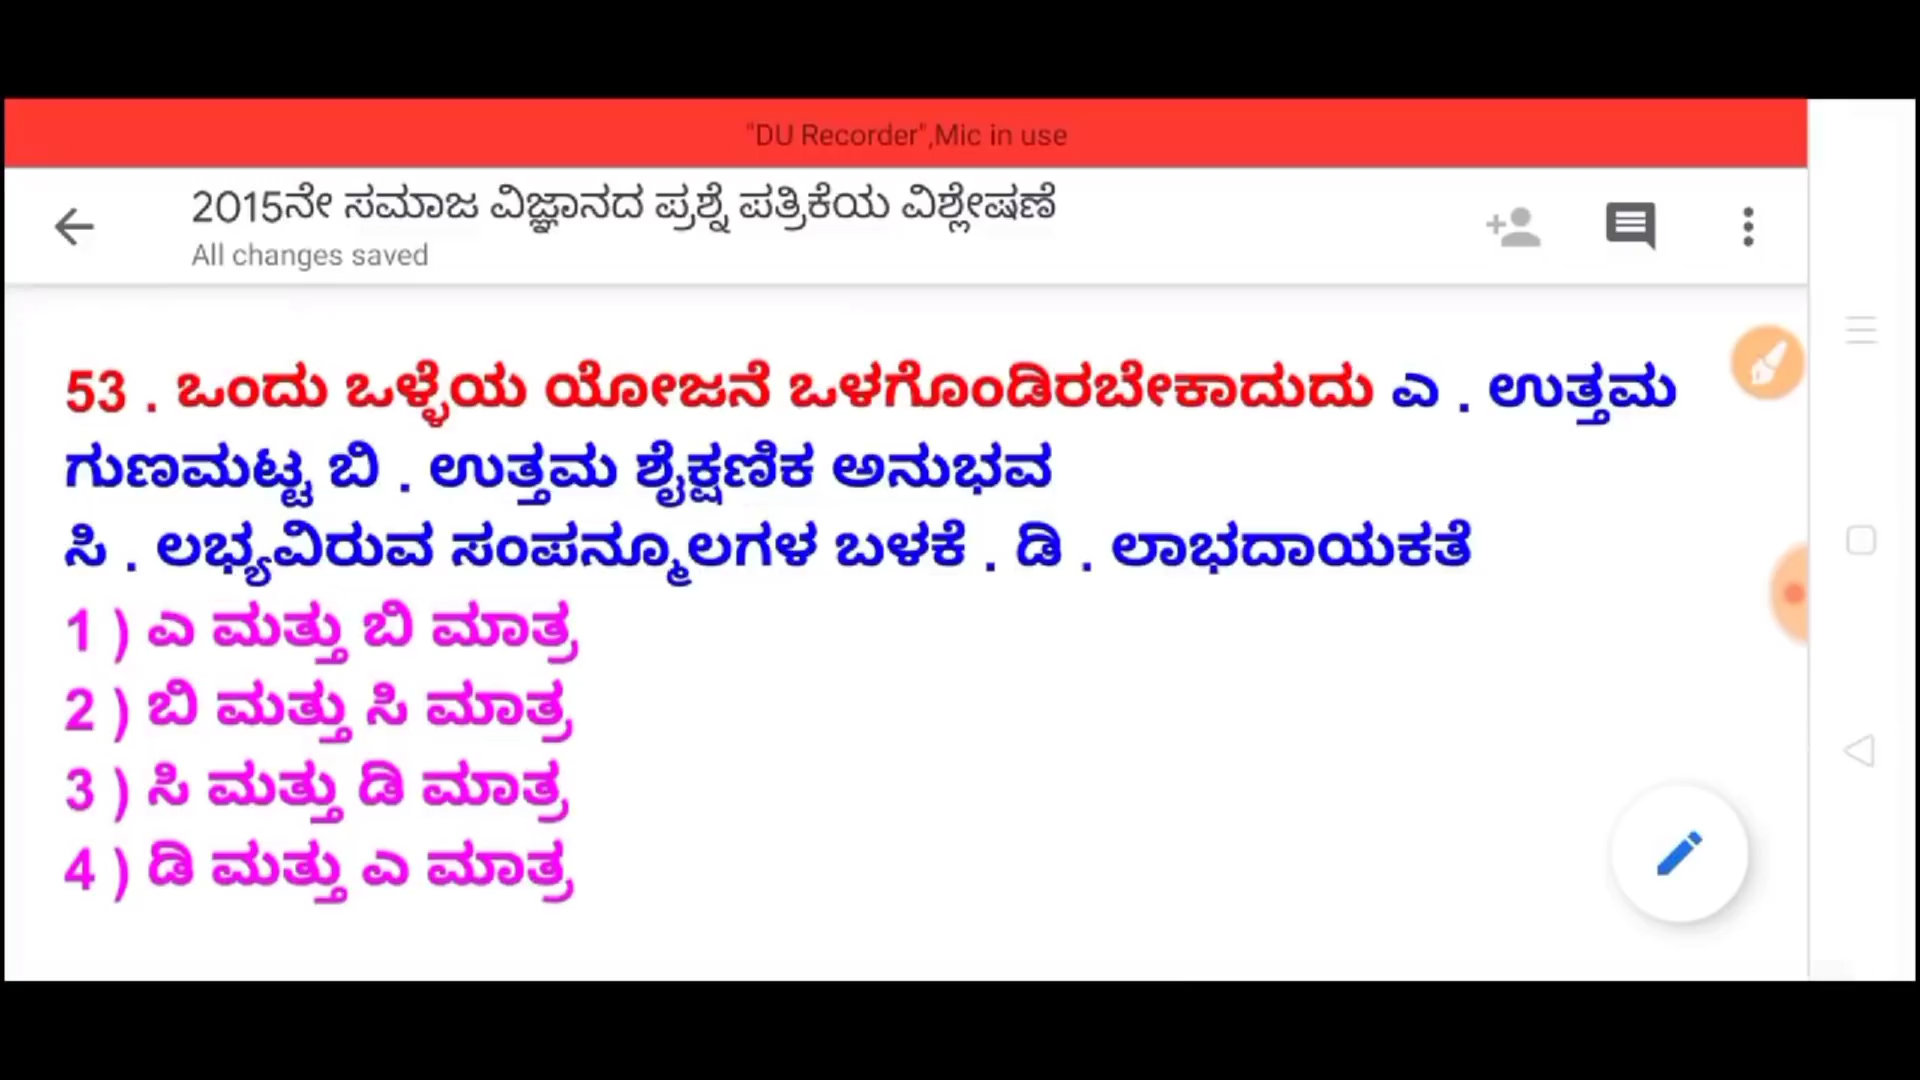 "DU Recorder",Mic in use
2015ನೇ ಸಮಾಜ ವಿಜ್ಞಾನದ ಪ್ರಶ್ನೆ ಪತ್ರಿಕೆಯ ವಿಶ್ಲೇಷಣೆ
All changes saved
53 . ಒಂದು ಒಳ್ಳೆಯ ಯೋಜನೆ ಒಳಗೊಂಡಿರಬೇಕಾದುದು ಎ . ಉತ್ತಮ
ಗುಣಮಟ್ಟ ಬಿ . ಉತ್ತಮ ಶೈಕ್ಷಣಿಕ ಅನುಭವ
ಸಿ . ಲಭ್ಯವಿರುವ ಸಂಪನ್ಮೂಲಗಳ ಬಳಕೆ . ಡಿ . ಲಾಭದಾಯಕತೆ
1 ) ಎ ಮತ್ತು ಬಿ ಮಾತ್ರ
2 ) ಬಿ ಮತ್ತು ಸಿ ಮಾತ್ರ
3 ) ಸಿ ಮತ್ತು ಡಿ ಮಾತ್ರ
4 ) ಡಿ ಮತ್ತು ಎ ಮಾತ್ರ